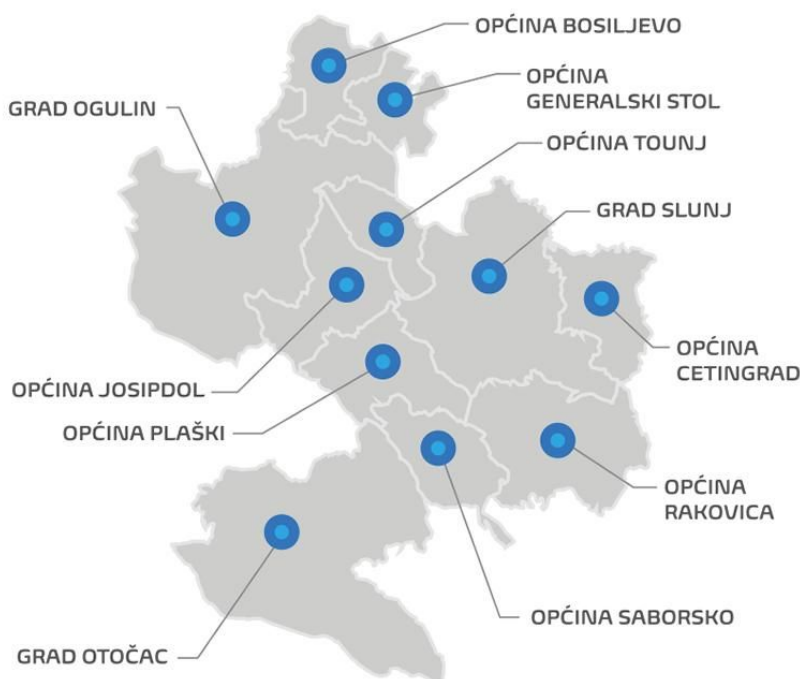 OPĆINA BOSILJEVO
OPĆINA
GENERALSKI STOL
GRAD OGULIN
OPĆINA TOUNJ
GRAD SLUNJ
OPĆINA
CETINGRAD
OPĆINA JOSIPDOL
OPĆINA PLAŠKI
OPĆINA
RAKOVICA
OPĆINA SABORSKO
GRAD OTOČAC